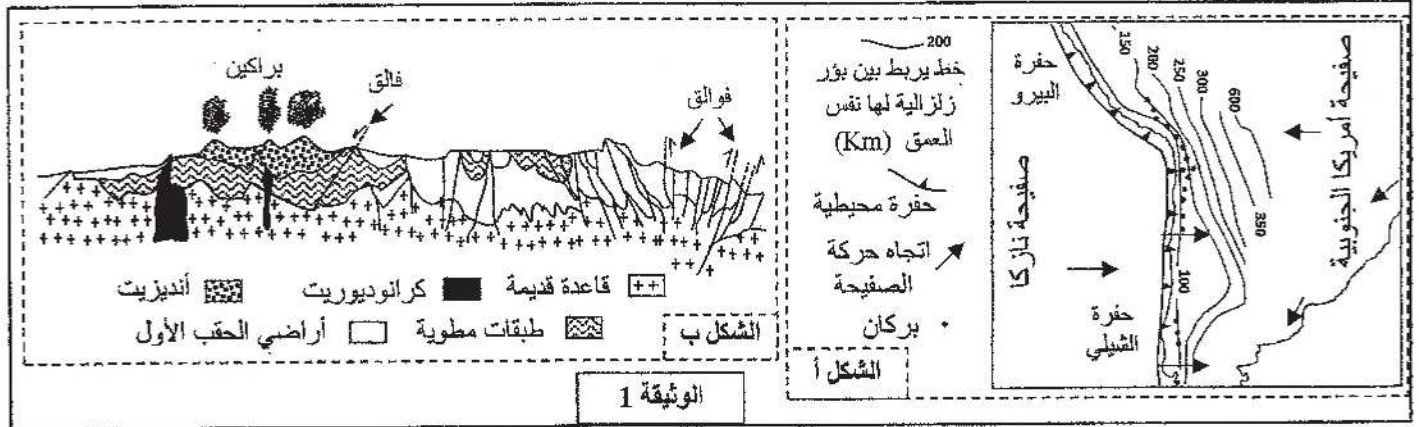 صفيحة أمريكا الجنوبية
حفرة
البيرو
صفيحة نازكا
حفرة
الشيلي
150
200
250
300
600
350
100
200
خط يربط بين بؤر
زلزالية لها نفس
العمق (Km)
حفرة محيطية
اتجاه حركة
الصفيحة
بركان
الشكل أ
براكين
فالق
فوالق
قاعدة قديمة
كرانوديوريت
أنديزيت
طبقات مطوية
أراضي الحقب الأول
الشكل ب
الوثيقة 1